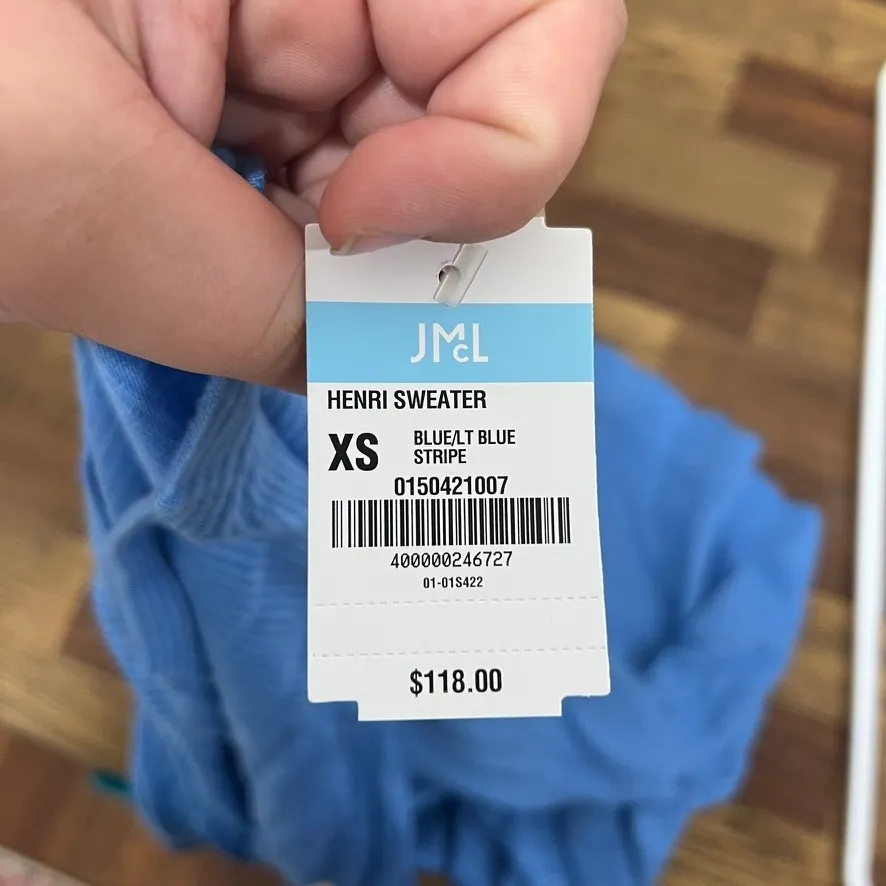 JMcL
HENRI SWEATER
XS
BLUE/LT BLUE
STRIPE
0150421007
400000246727
01-01S422
$118.00